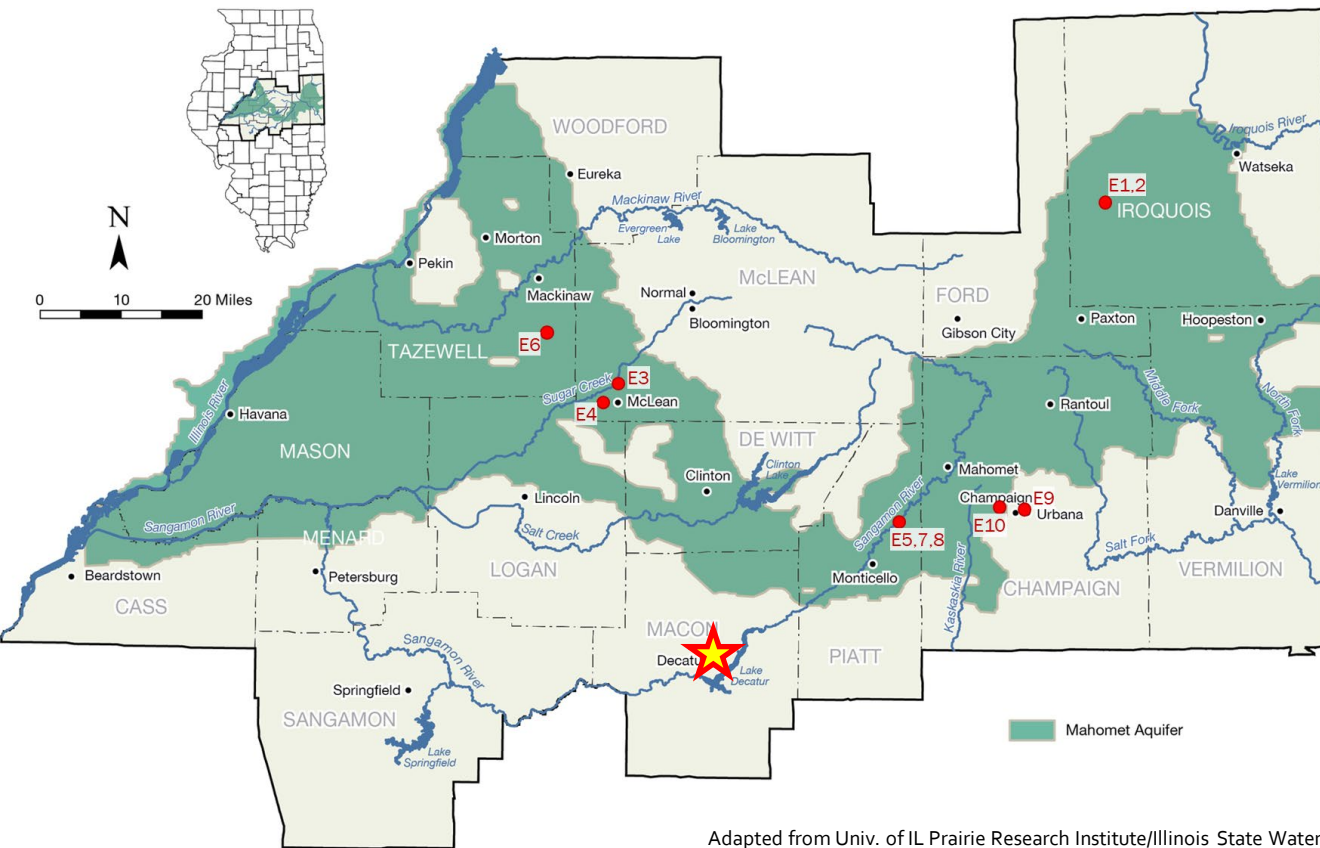 WOODFORD
Iroquois River
Watseka
Eureka
E1,2
IROQUOIS
Mackinaw River
N
Evergreen
Lake
Lake
Bloomington
Morton
Pekin
McLEAN
Mackinaw
Normal
FORD
0 10 20 Miles
Bloomington
Paxton
Hoopeston
Gibson City
E6
TAZEWELL
Sugar Creek
E3
McLean
E4
Illinois River
Havana
Middle Fork
North Fork
Rantoul
MASON
DE WITT
Clinton
Clinton
Lake
Mahomet
Lake
Vermilion
Lincoln
Champaign
E9
Urbana
E10
Danville
Sangamon River
Sangamon River
E5,7,8
MENARD
Salt Creek
Salt Fork
Monticello
Kaskaskia River
LOGAN
VERMILION
Beardstown
Petersburg
CHAMPAIGN
CASS
MACON
Sangamon River
Decatur
Lake
Decatur
PIATT
Springfield
SANGAMON
Lake
Springfield
Mahomet Aquifer
Adapted from Univ. of IL Prairie Research Institute/Illinois State Water